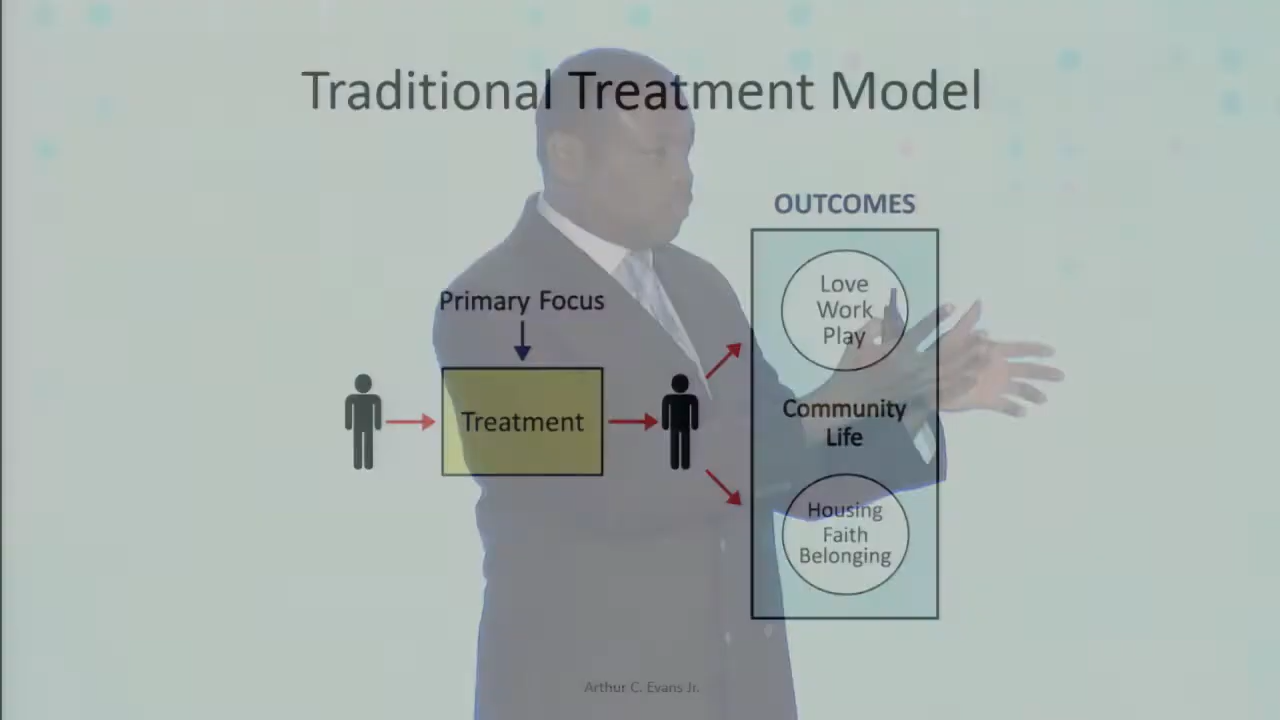 Traditional Treatment Model
OUTCOMES
Primary Focus
Treatment
Love
Work
Play
Community
Life
Housing
Faith
Belonging
Arthur C. Evans Jr.